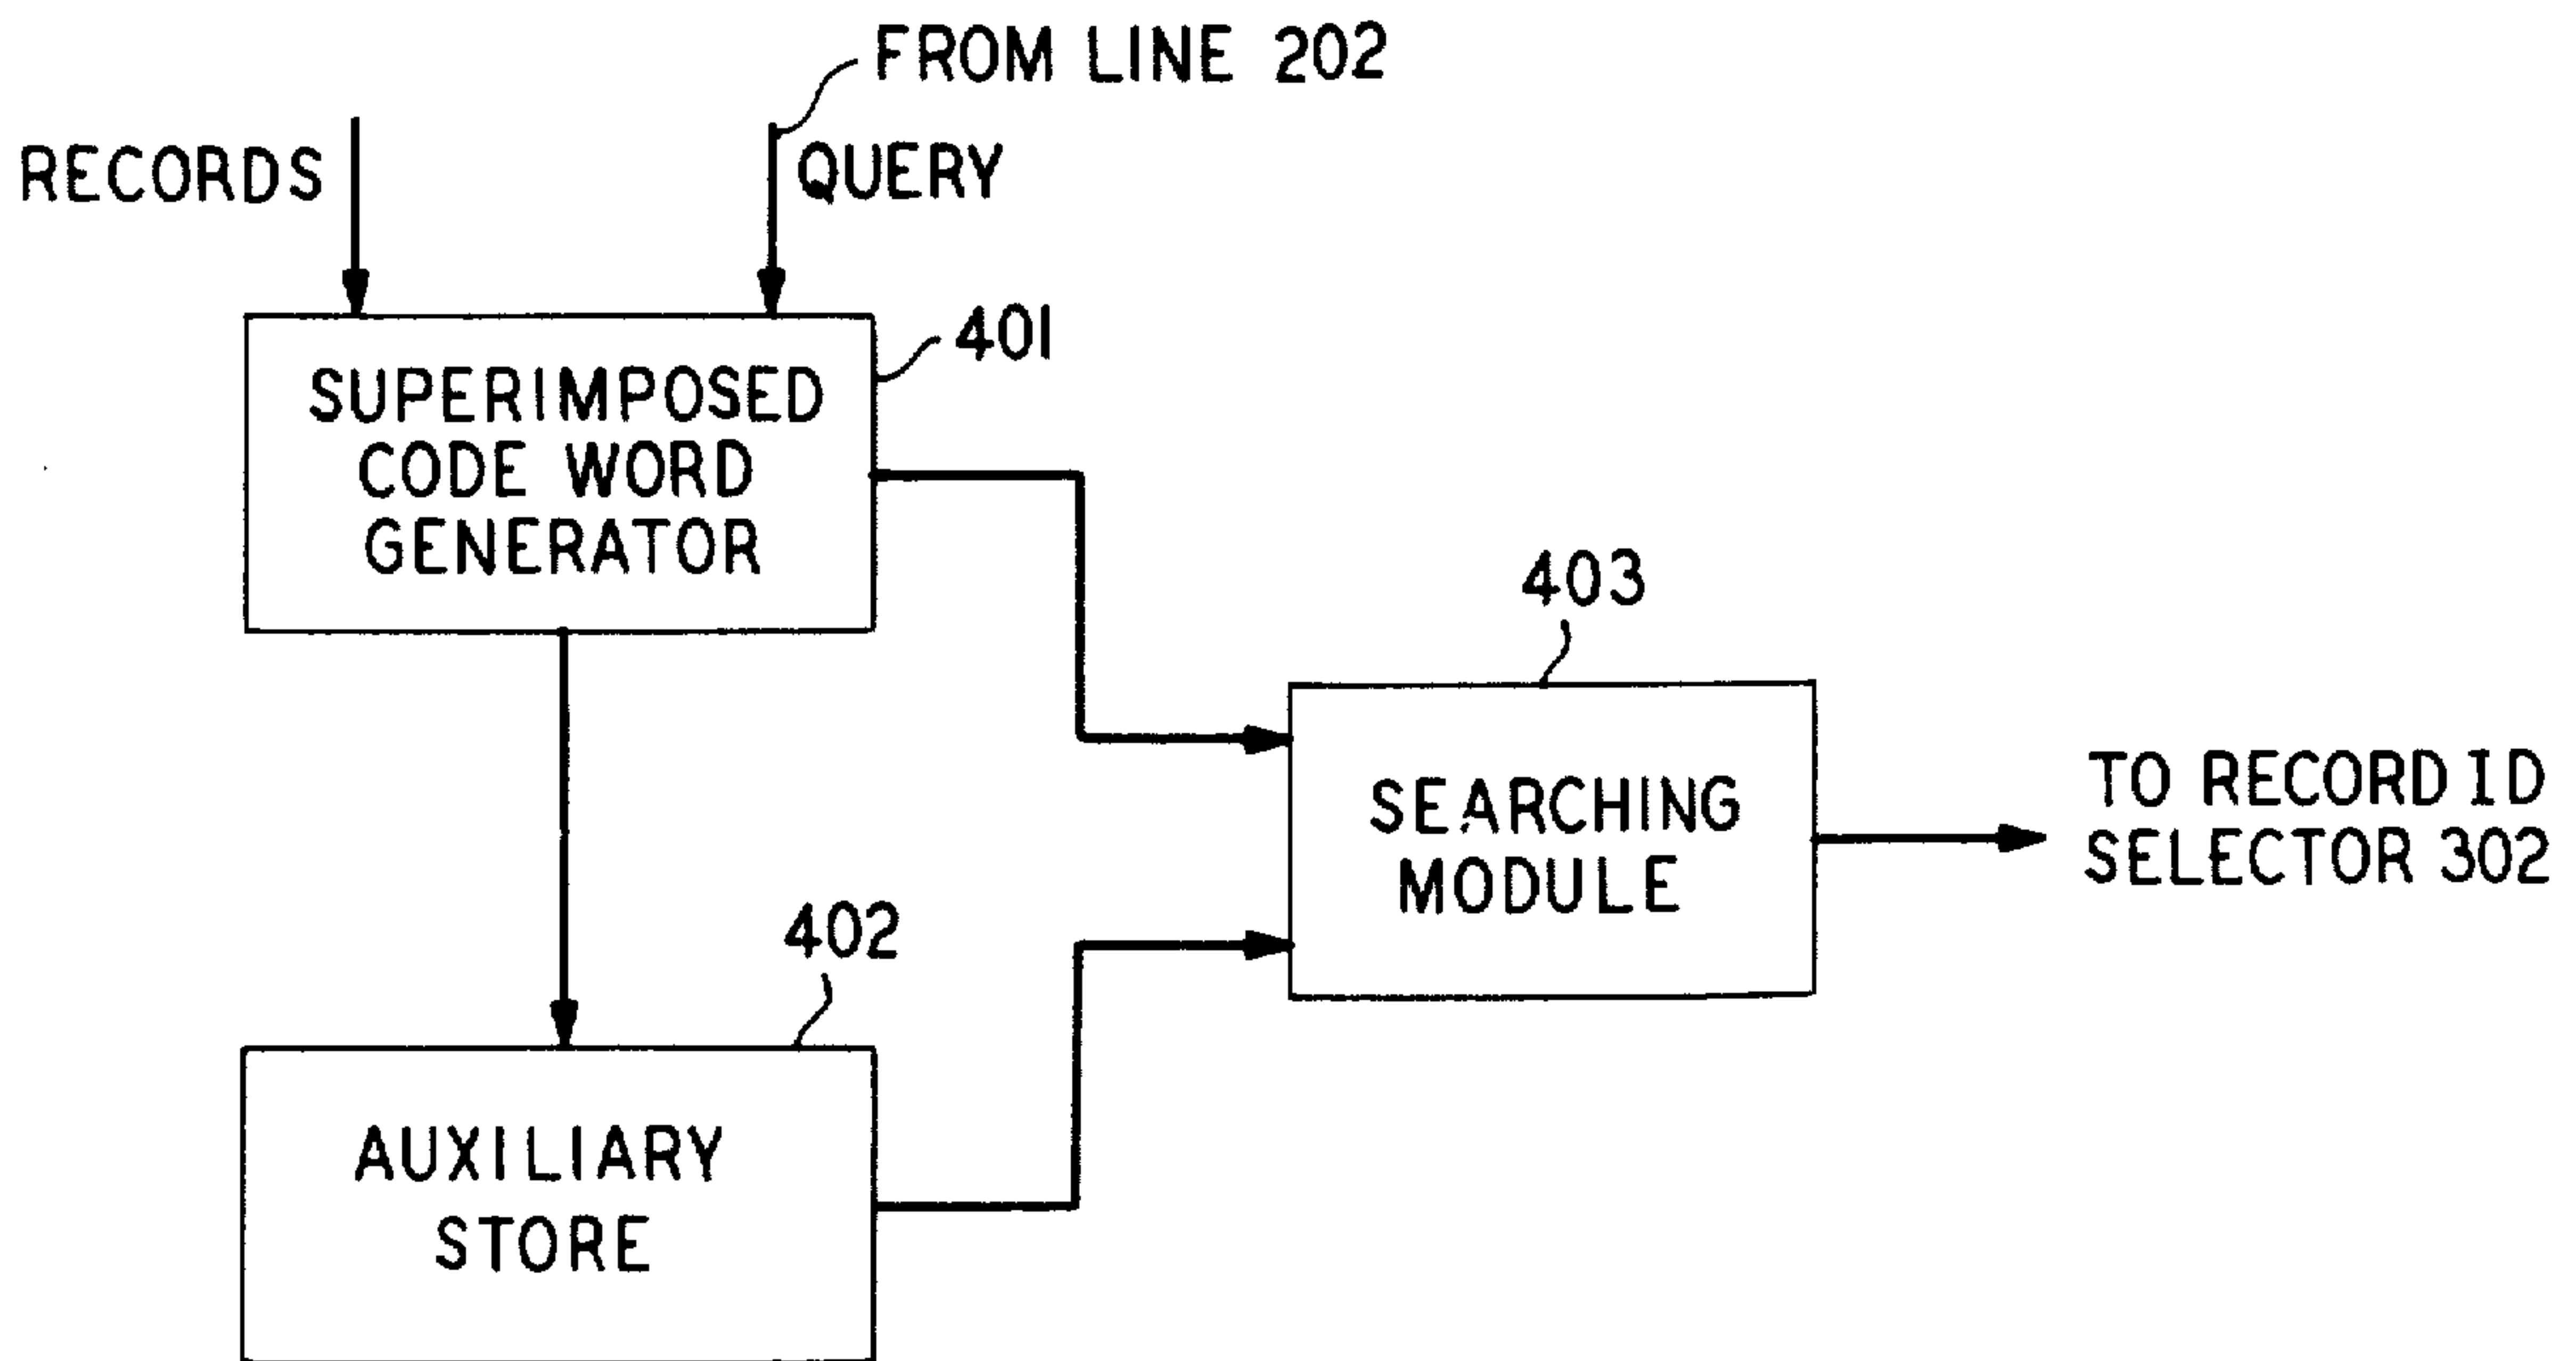 FROM LINE 202
RECORDS
QUERY
401
SUPERIMPOSED
CODE WORD
GENERATOR
403
SEARCHING
MODULE
TO RECORD ID
SELECTOR 302
402
AUXILIARY
STORE